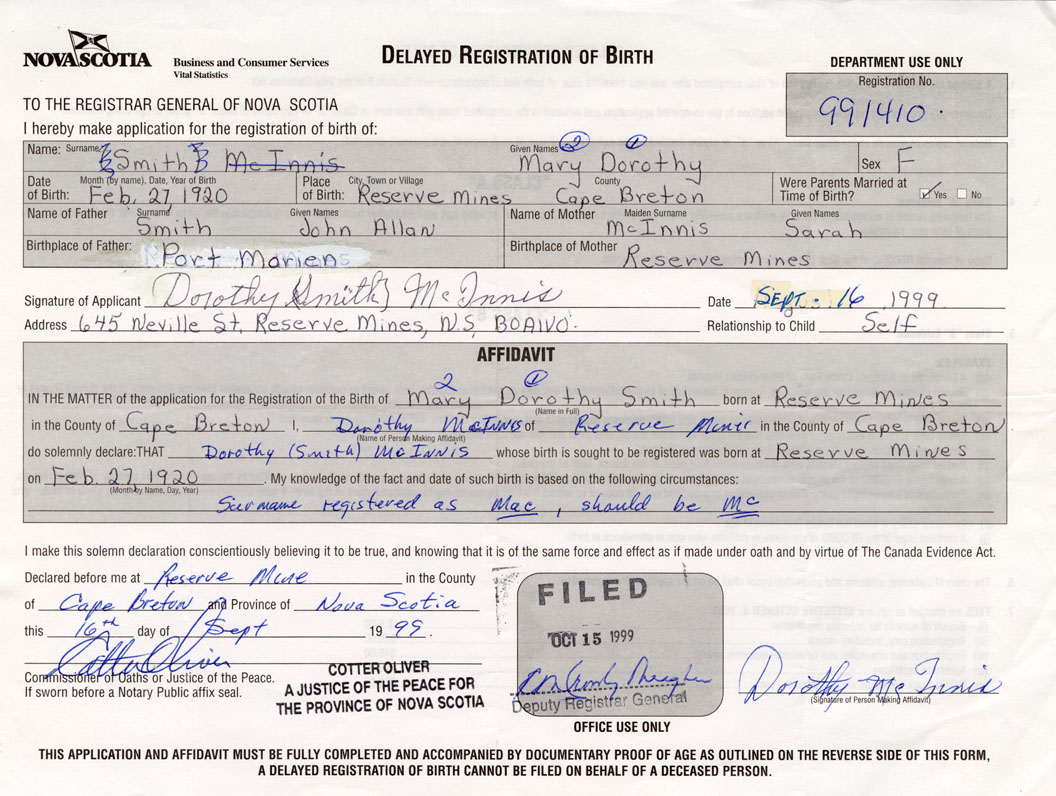 NOVA SCOTIA
Business and Consumer Services
Vital Statistics
DELAYED REGISTRATION OF BIRTH
DEPARTMENT USE ONLY
Registration No.
991410
TO THE REGISTRAR GENERAL OF NOVA SCOTIA
I hereby make application for the registration of birth of:
Name: Surname Smith McInnis Given Names 2 1 Mary Dorothy Sex F
Date of Birth: Month (by name), Date, Year of Birth Feb. 27, 1920 Place of Birth: City, Town or Village Reserve Mines County Cape Breton Were Parents Married at Time of Birth? ✓ Yes No
Name of Father Surname Smith Given Names John Allan Name of Mother Maiden Surname McInnis Given Names Sarah
Birthplace of Father: Port Moriens Birthplace of Mother Reserve Mines
Signature of Applicant Dorothy (Smith) McInnis Date Sept. 16, 1999
Address 645 Neville St. Reserve Mines, N.S. B0A1V0 Relationship to Child Self
AFFIDAVIT
2 1
IN THE MATTER of the application for the Registration of the Birth of Mary Dorothy Smith born at Reserve Mines
(Name in Full)
in the County of Cape Breton I, Dorothy McInnis of Reserve Mines in the County of Cape Breton
(Name of Person Making Affidavit)
do solemnly declare:THAT Dorothy (Smith) McInnis whose birth is sought to be registered was born at Reserve Mines
on Feb. 27, 1920. My knowledge of the fact and date of such birth is based on the following circumstances:
(Month by Name, Day, Year)
Surname registered as Mac, should be Mc
I make this solemn declaration conscientiously believing it to be true, and knowing that it is of the same force and effect as if made under oath and by virtue of The Canada Evidence Act.
Declared before me at Reserve Mine in the County
of Cape Breton and Province of Nova Scotia
this 16th day of Sept 1999.
Cotter Oliver
Commissioner of Oaths or Justice of the Peace.
If sworn before a Notary Public affix seal.
COTTER OLIVER
A JUSTICE OF THE PEACE FOR
THE PROVINCE OF NOVA SCOTIA
FILED
OCT 15 1999
Deputy Registrar General
OFFICE USE ONLY
Dorothy McInnis
(Signature of Person Making Affidavit)
THIS APPLICATION AND AFFIDAVIT MUST BE FULLY COMPLETED AND ACCOMPANIED BY DOCUMENTARY PROOF OF AGE AS OUTLINED ON THE REVERSE SIDE OF THIS FORM,
A DELAYED REGISTRATION OF BIRTH CANNOT BE FILED ON BEHALF OF A DECEASED PERSON.